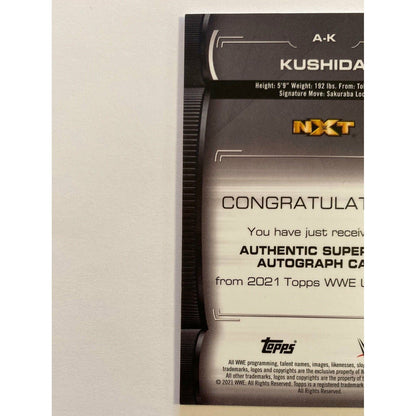 A-K
KUSHIDA
Height: 5'9" Weight: 192 lbs. From: To
Signature Move: Sakuraba Loc
NXT
CONGRATULAT
You have just receiv
AUTHENTIC SUPER
AUTOGRAPH CA
from 2021 Topps WWE U
Topps
All WWE programming, talent names, images, likenesses, slo
trademarks, logos and copyrights are the exclusive property of
All other trademarks, logos and copyrights are the property of
© 2021 WWE. All Rights Reserved. Topps is a registered trademark
All Rights Reserved.